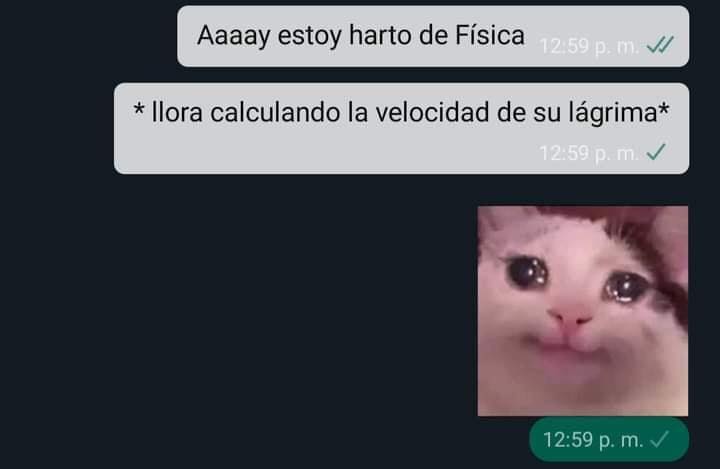 Aaaay estoy harto de Física
12:59 p. m.
* llora calculando la velocidad de su lágrima*
12:59 p. m.
12:59 p. m.